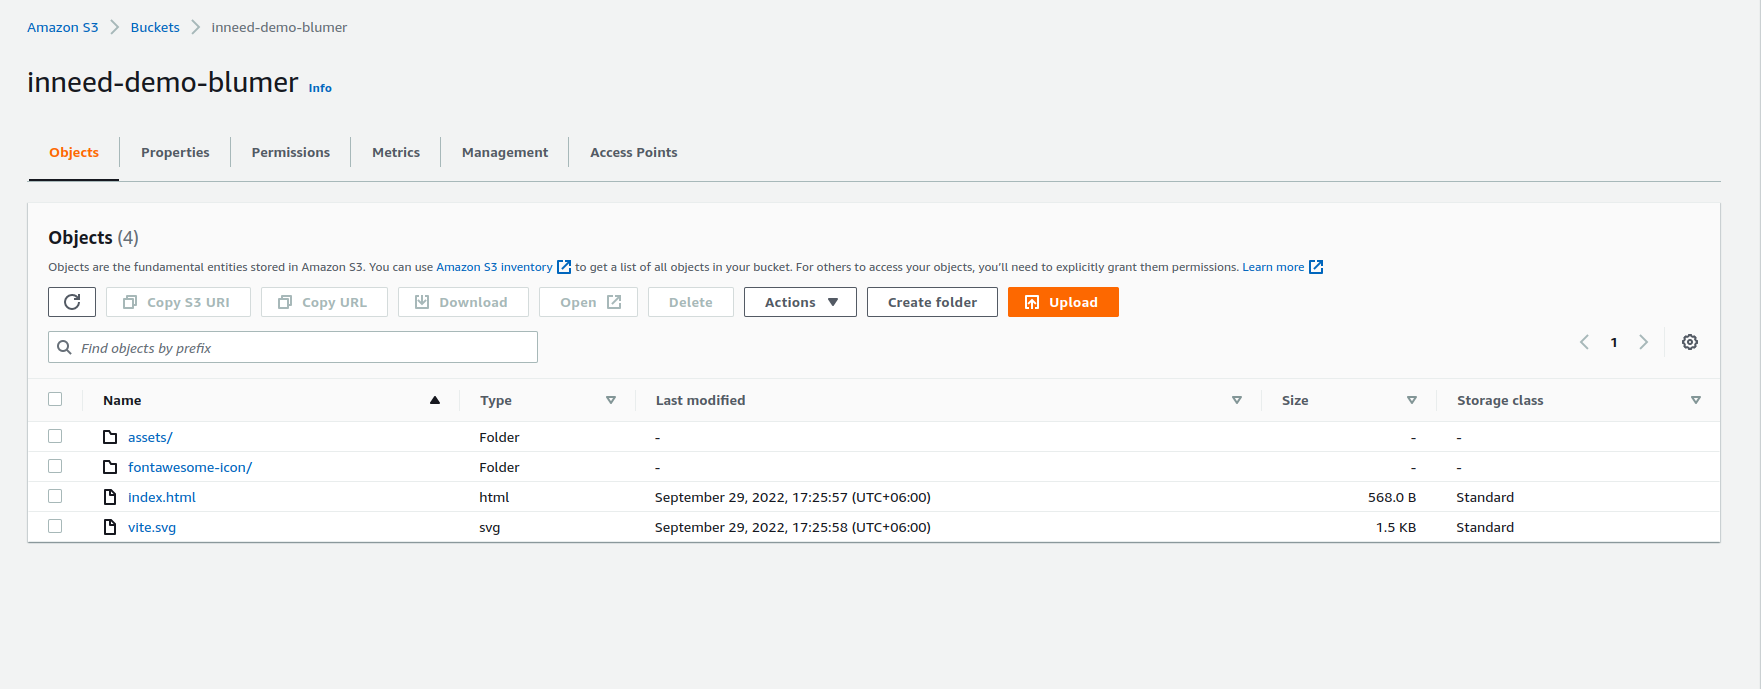 Amazon S3 Buckets inneed-demo-blumer
inneed-demo-blumer Info
Objects Properties Permissions Metrics Management Access Points
Objects (4)
Objects are the fundamental entities stored in Amazon S3. You can use Amazon S3 inventory to get a list of all objects in your bucket. For others to access your objects, you'll need to explicitly grant them permissions. Learn more
Copy S3 URI Copy URL Download Open Delete Actions Create folder Upload
Find objects by prefix 1
Name Type Last modified Size Storage class
assets/ Folder - - -
fontawesome-icon/ Folder - - -
index.html html September 29, 2022, 17:25:57 (UTC+06:00) 568.0 B Standard
vite.svg svg September 29, 2022, 17:25:58 (UTC+06:00) 1.5 KB Standard